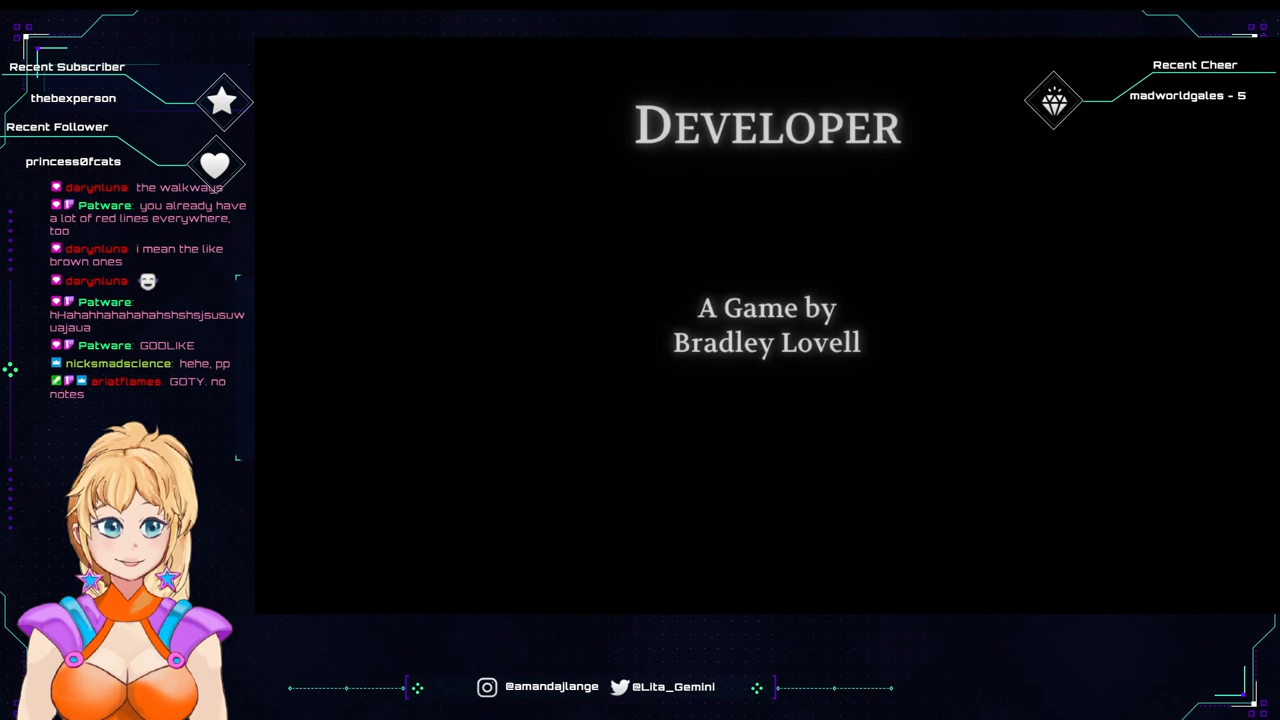 Recent Subscriber
thebexperson
Recent Follower
princess0fcats
darynluna the walkways
Patware: you already have
a lot of red lines everywhere,
too
darynluna i mean the like
brown ones
darynluna
Patware:
hHahahhahahahahshshsjsusuw
uajaua
Patware: GODLIKE
nicksmadscience: hehe, pp
ariatflames GOTY. no
notes
DEVELOPER
A Game by
Bradley Lovell
Recent Cheer
madworldgales - 5
@amandajlange @Lita_Gemini